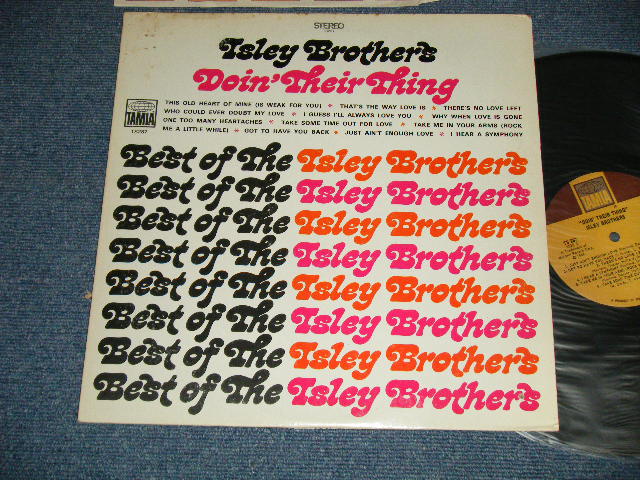 STEREO
Isley Brothers
Doin' Their Thing
THIS OLD HEART OF MINE (IS WEAK FOR YOU) * THAT'S THE WAY LOVE IS * THERE'S NO LOVE LEFT
WHO COULD EVER DOUBT MY LOVE * I GUESS I'LL ALWAYS LOVE YOU * WHY WHEN LOVE IS GONE
ONE TOO MANY HEARTACHES * TAKE SOME TIME OUT FOR LOVE * TAKE ME IN YOUR ARMS (ROCK
ME A LITTLE WHILE) * GOT TO HAVE YOU BACK * JUST AIN'T ENOUGH LOVE * I HEAR A SYMPHONY
TAMLA
Best of The Isley Brothers
Best of The Isley Brothers
Best of The Isley Brothers
Best of The Isley Brothers
Best of The Isley Brothers
Best of The Isley Brothers
Best of The Isley Brothers
Best of The Isley Brothers
TAMLA
"DOIN' THEIR THING"
ISLEY BROTHERS